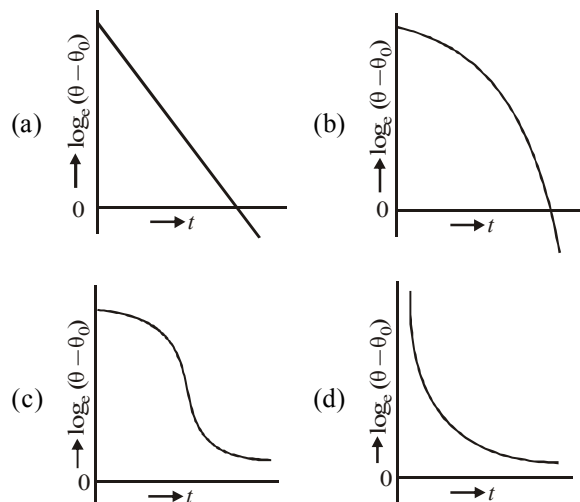 (a) → logₑ (θ – θ₀)
0
→ t
(b) → logₑ (θ – θ₀)
0
→ t
(c) → logₑ (θ – θ₀)
0
→ t
(d) → logₑ (θ – θ₀)
0
→ t